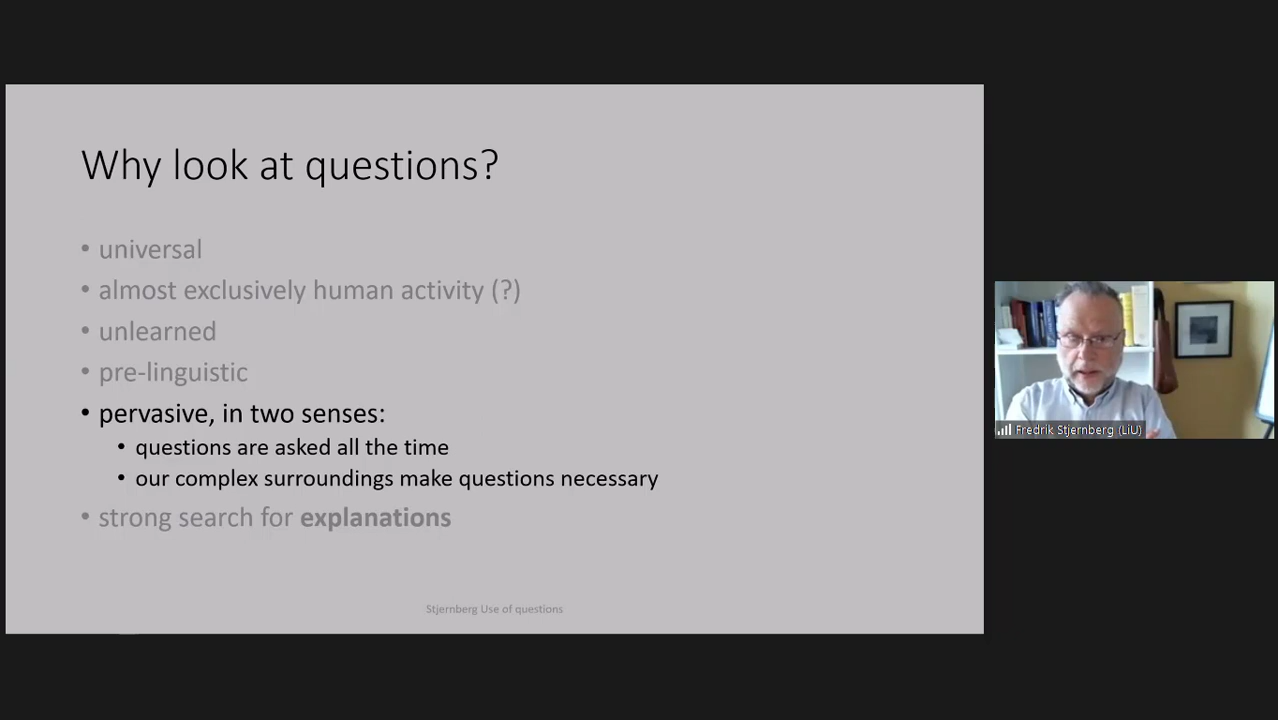 Why look at questions?
• universal
• almost exclusively human activity (?)
• unlearned
• pre-linguistic
• pervasive, in two senses:
• questions are asked all the time
• our complex surroundings make questions necessary
• strong search for explanations
Stjernberg Use of questions
Fredrik Stjernberg (LiU)